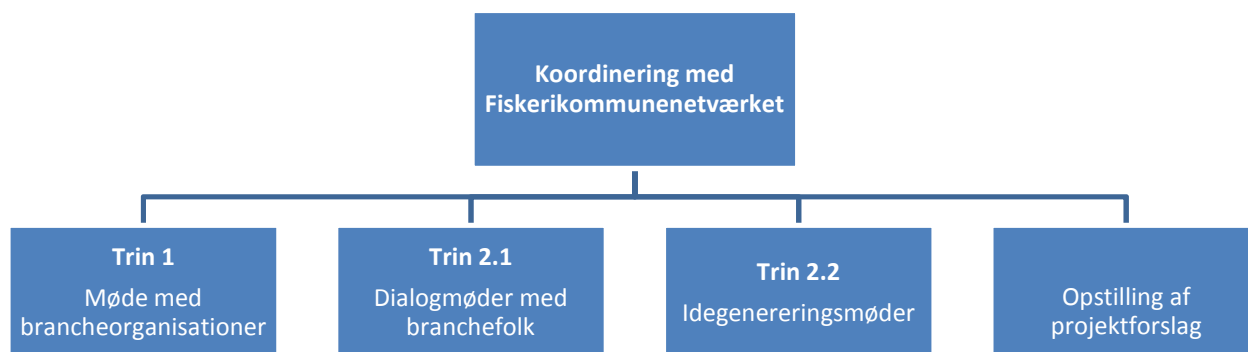 Koordinering med
Fiskerikommunenetværket
Trin 1
Møde med
brancheorganisationer
Trin 2.1
Dialogmøder med
branchefolk
Trin 2.2
Idegenereringsmøder
Opstilling af
projektforslag